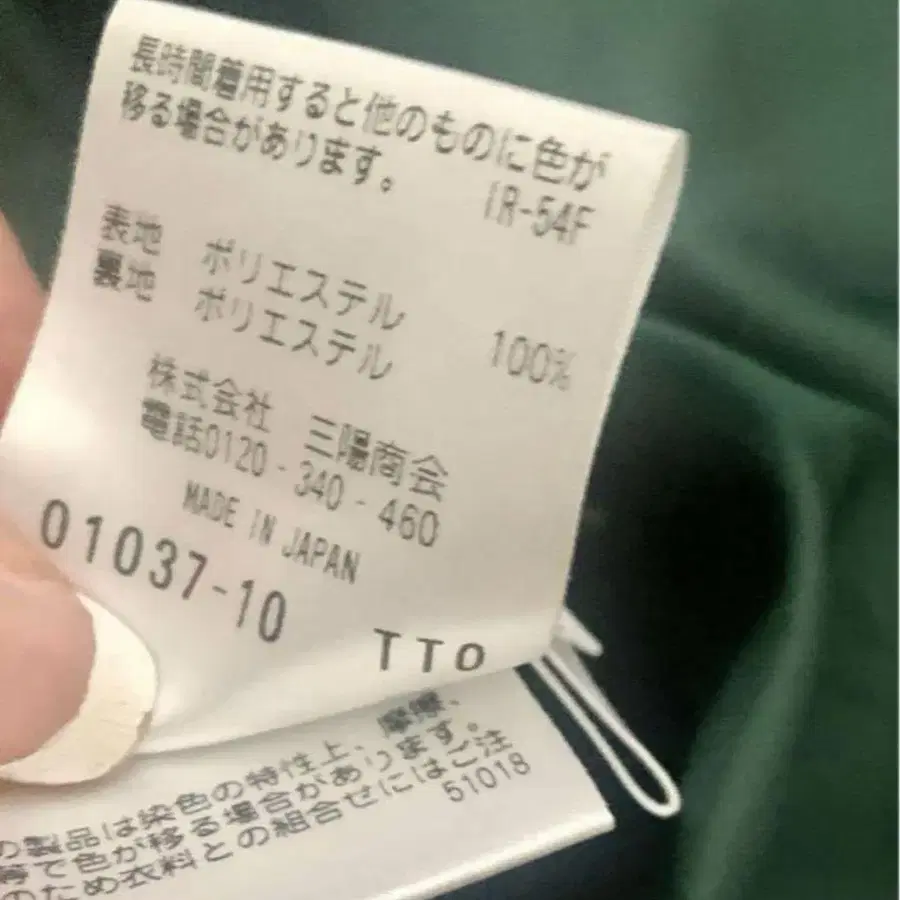 長時間着用すると他のものに色が
移る場合があります。
IR-54F
表地 ポリエステル
裏地 ポリエステル 100%
株式会社 三陽商会
電話0120-340-460
MADE IN JAPAN
01037-10
TTO
の製品は染色の特性上、摩擦、
等で色が移る場合があります。
のため衣料との組合せにはご注
51018